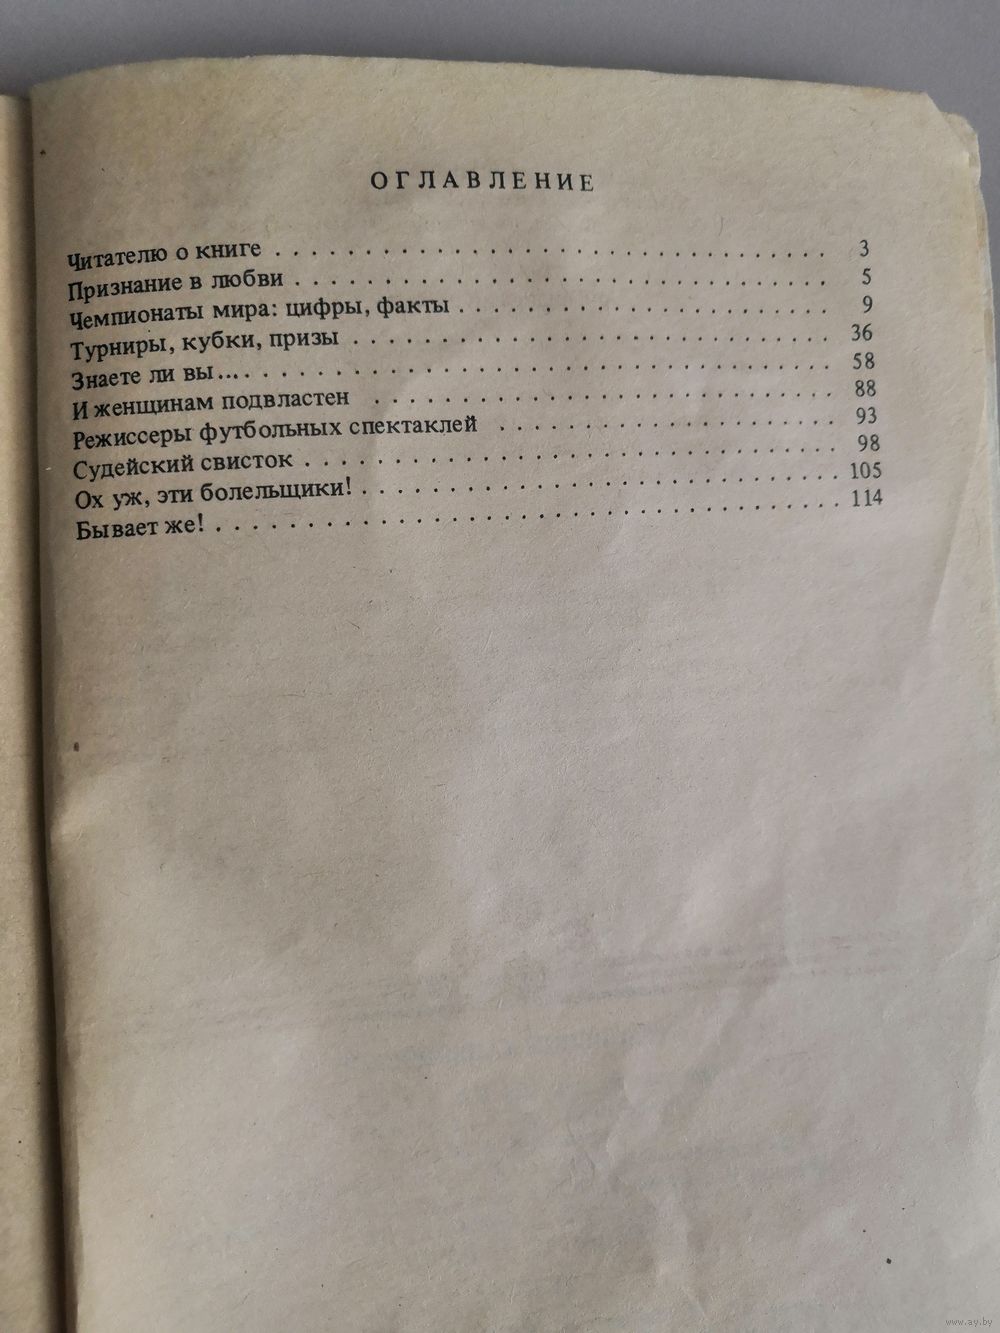 ОГЛАВЛЕНИЕ
Читателю о книге . . . . . . . . . . . . . . . . . . . . . . . . . . . . . . . 3
Признание в любви . . . . . . . . . . . . . . . . . . . . . . . . . . . . . . 5
Чемпионаты мира: цифры, факты . . . . . . . . . . . . . . . . . . . . . 9
Турниры, кубки, призы . . . . . . . . . . . . . . . . . . . . . . . . . . . 36
Знаете ли вы... . . . . . . . . . . . . . . . . . . . . . . . . . . . . . . . . . 58
И женщинам подвластен . . . . . . . . . . . . . . . . . . . . . . . . . . 88
Режиссеры футбольных спектаклей . . . . . . . . . . . . . . . . . . . 93
Судейский свисток . . . . . . . . . . . . . . . . . . . . . . . . . . . . . . 98
Ох уж, эти болельщики! . . . . . . . . . . . . . . . . . . . . . . . . . . . 105
Бывает же! . . . . . . . . . . . . . . . . . . . . . . . . . . . . . . . . . . . 114
www.ay.by